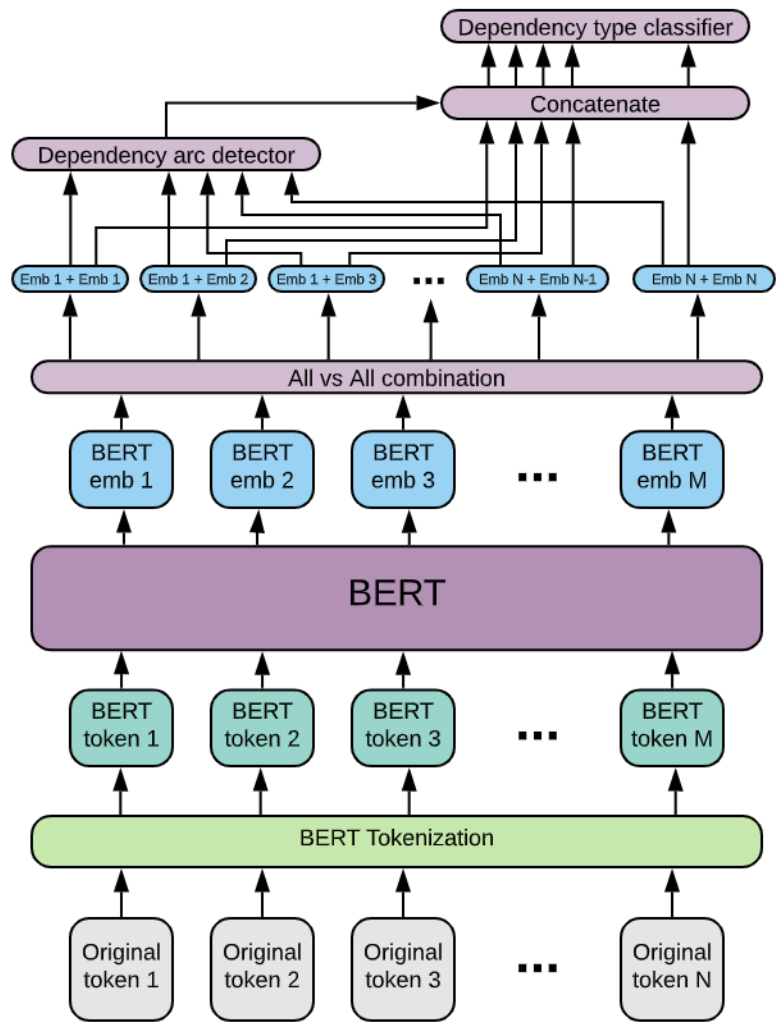 Dependency type classifier
Concatenate
Dependency arc detector
Emb 1 + Emb 1
Emb 1 + Emb 2
Emb 1 + Emb 3
...
Emb N + Emb N-1
Emb N + Emb N
All vs All combination
BERT
emb 1
BERT
emb 2
BERT
emb 3
...
BERT
emb M
BERT
BERT
token 1
BERT
token 2
BERT
token 3
...
BERT
token M
BERT Tokenization
Original
token 1
Original
token 2
Original
token 3
...
Original
token N